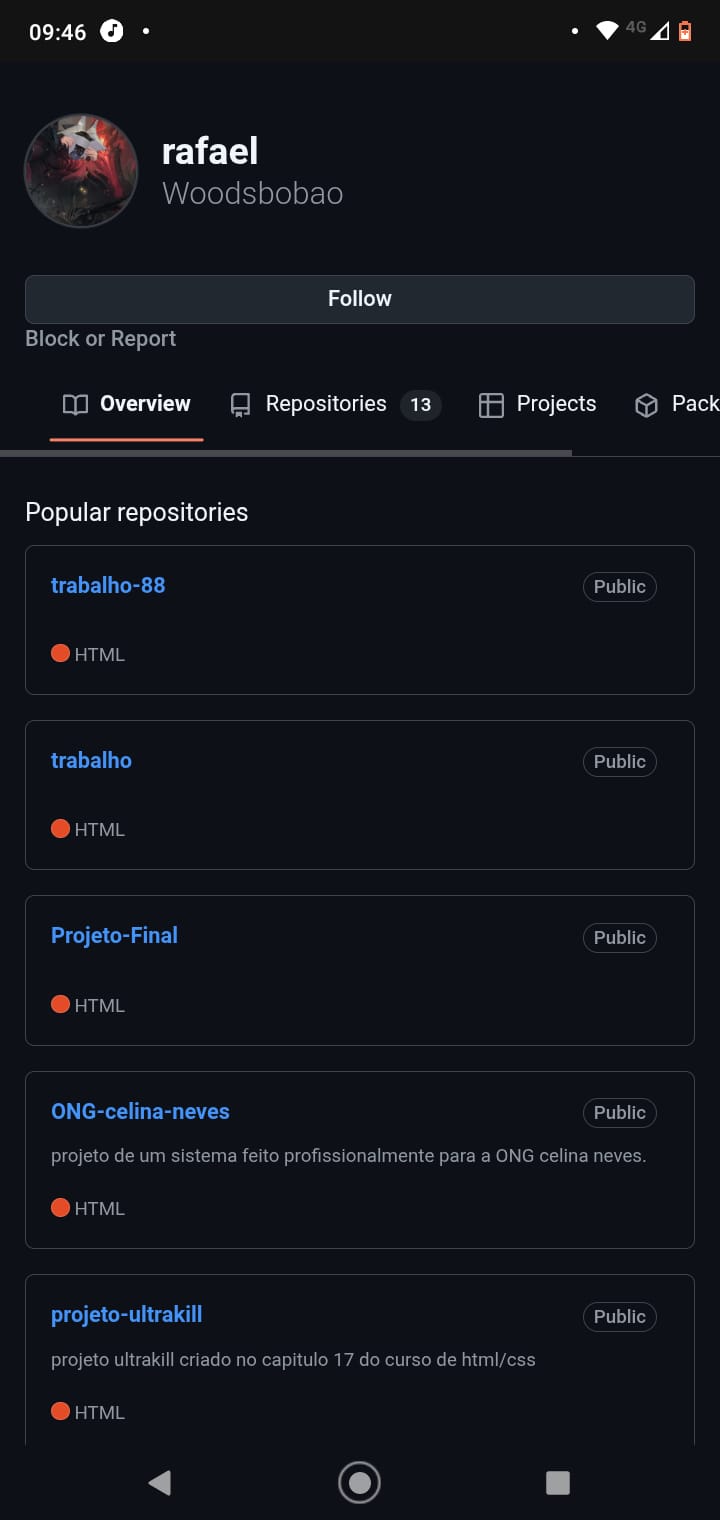 09:46
4G
rafael
Woodsbobao
Follow
Block or Report
Overview
Repositories 13
Projects
Pack
Popular repositories
trabalho-88
Public
HTML
trabalho
Public
HTML
Projeto-Final
Public
HTML
ONG-celina-neves
Public
projeto de um sistema feito profissionalmente para a ONG celina neves.
HTML
projeto-ultrakill
Public
projeto ultrakill criado no capitulo 17 do curso de html/css
HTML